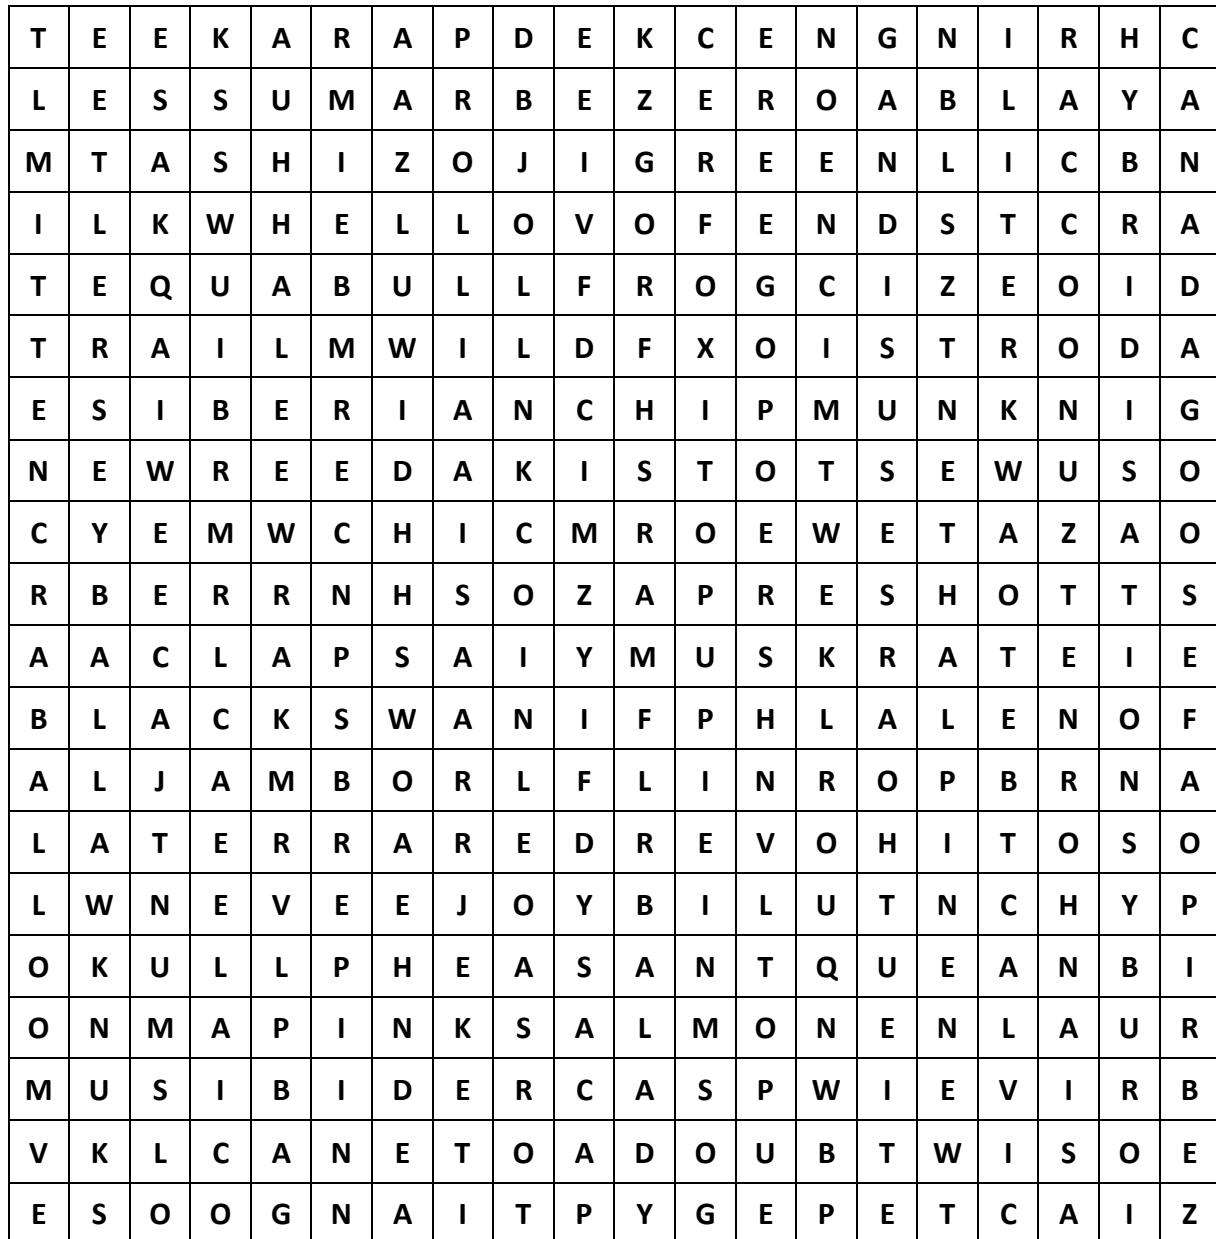 T E E K A R A P D E K C E N G N I R H C
L E S S U M A R B E Z E R O A B L A Y A
M T A S H I Z O J I G R E E N L I C B N
I L K W H E L L O V O F E N D S T C R A
T E Q U A B U L L F R O G C I Z E O I D
T R A I L M W I L D F X O I S T R O D A
E S I B E R I A N C H I P M U N K N I G
N E W R E E D A K I S T O T S E W U S O
C Y E M W C H I C M R O E W E T A Z A O
R B E R R N H S O Z A P R E S H O T T S
A A C L A P S A I Y M U S K R A T E I E
B L A C K S W A N I F P H L A L E N O F
A L J A M B O R L F L I N R O P B R N A
L A T E R R A R E D R E V O H I T O S O
L W N E V E E J O Y B I L U T N C H Y P
O K U L L P H E A S A N T Q U E A N B I
O N M A P I N K S A L M O N E N L A U R
M U S I B I D E R C A S P W I E V I R B
V K L C A N E T O A D O U B T W I S O E
E S O O G N A I T P Y G E P E T C A I Z